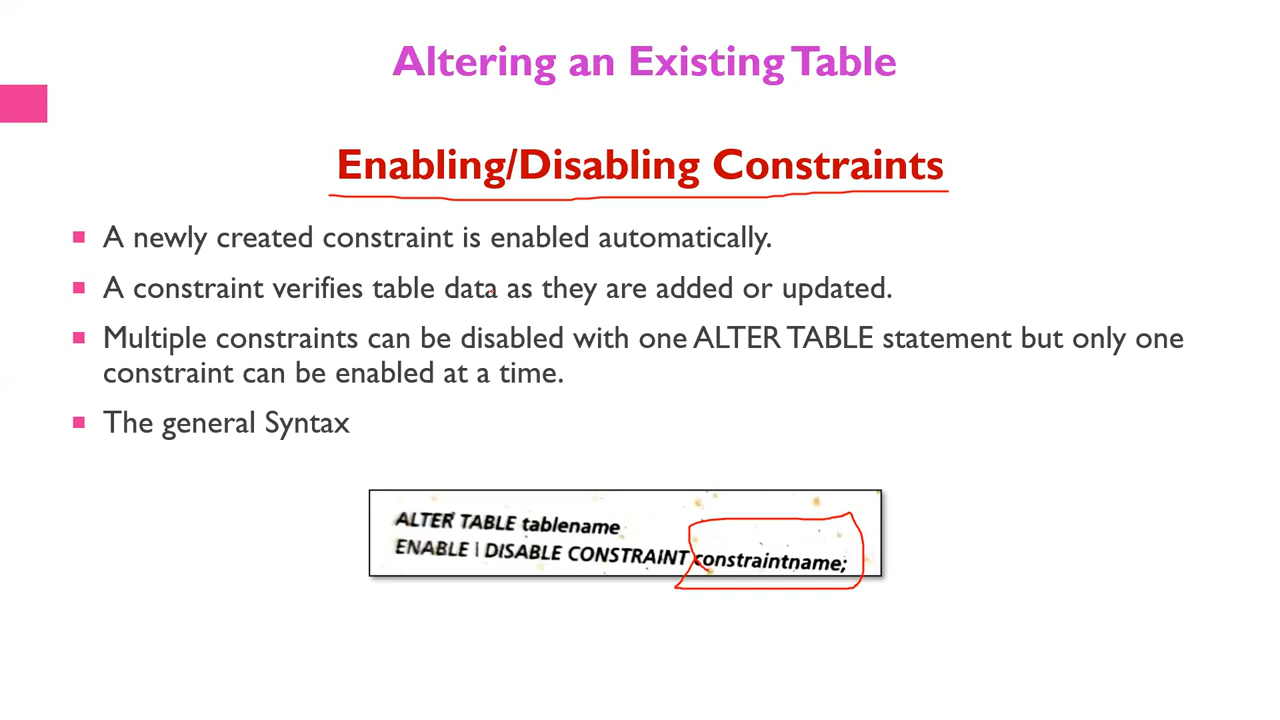 Altering an Existing Table
Enabling/Disabling Constraints
A newly created constraint is enabled automatically.
A constraint verifies table data as they are added or updated.
Multiple constraints can be disabled with one ALTER TABLE statement but only one
constraint can be enabled at a time.
The general Syntax
ALTER TABLE tablename
ENABLE | DISABLE CONSTRAINT constraintname;